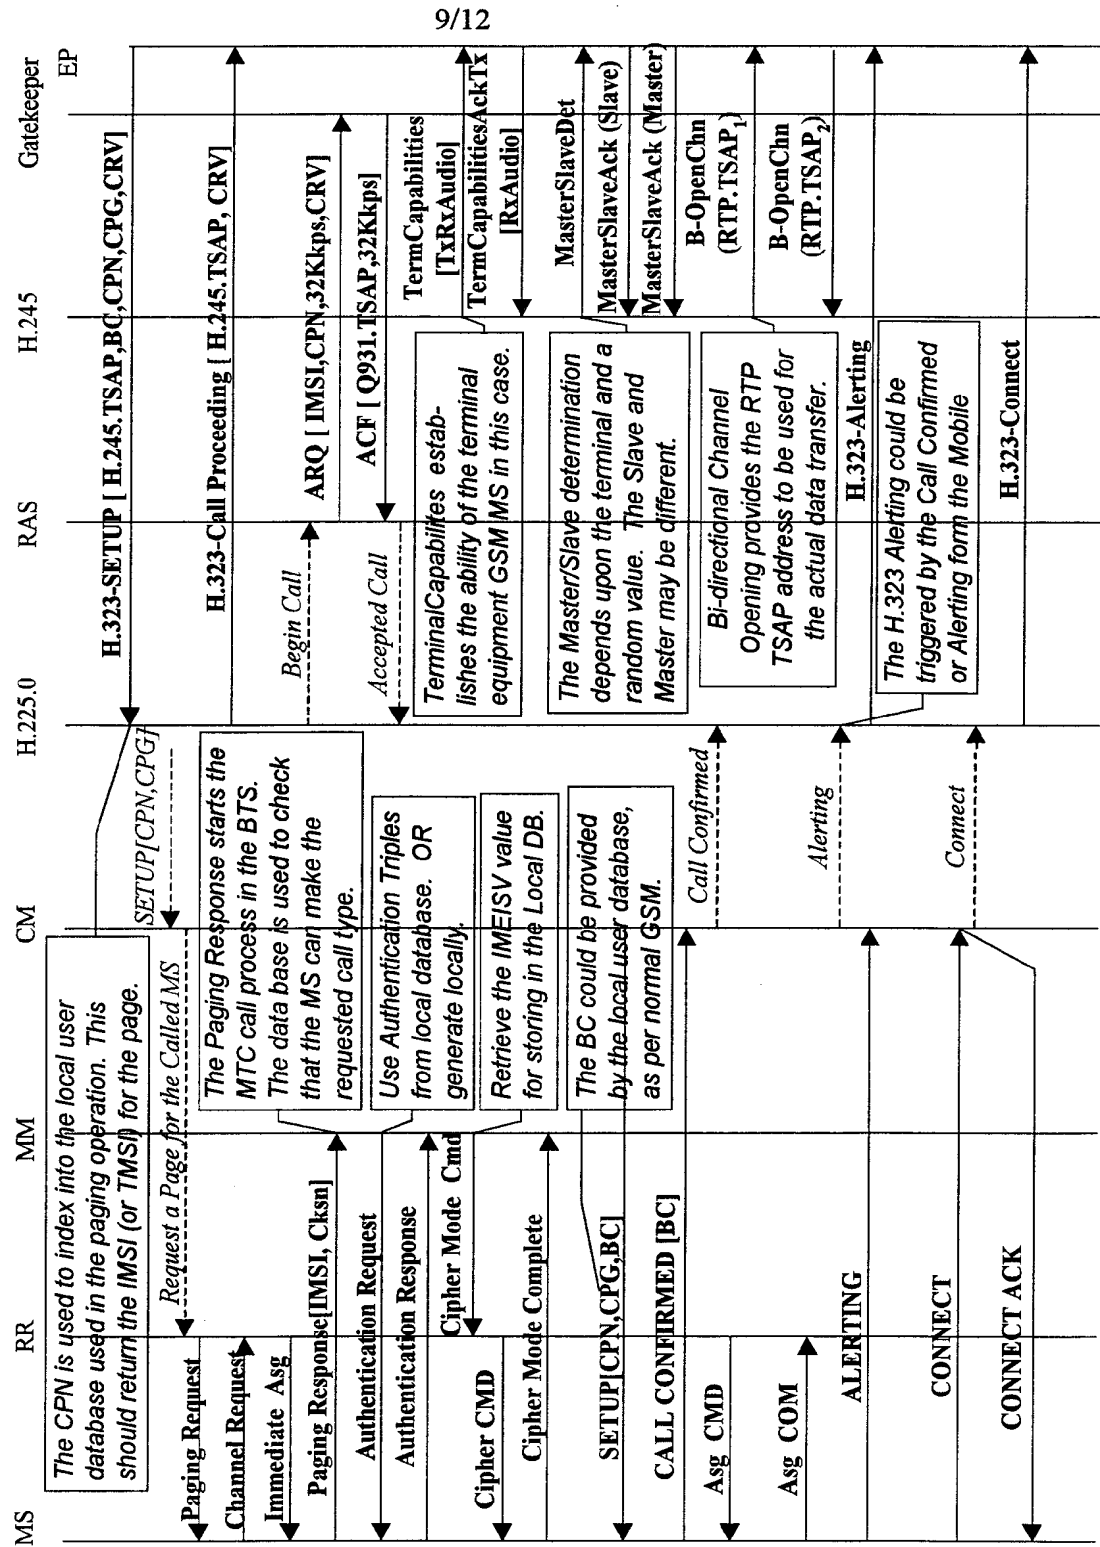 9/12
MS
RR
MM
CM
H.225.0
RAS
H.245
Gatekeeper
EP
The CPN is used to index into the local user
database used in the paging operation. This
should return the IMSI (or TMSI) for the page.
H.323-SETUP [ H.245.TSAP,BC,CPN,CPG,CRV]
SETUP[CPN,CPG]
Request a Page for the Called MS
H.323-Call Proceeding [ H.245.TSAP, CRV]
Paging Request
Channel Request
Immediate Asg
Paging Response[IMSI, Cksn]
The Paging Response starts the
MTC call process in the BTS.
The data base is used to check
that the MS can make the
requested call type.
Begin Call
ARQ [ IMSI,CPN,32Kkps,CRV]
ACF [ Q931.TSAP,32Kkps]
Accepted Call
Authentication Request
Authentication Response
Use Authentication Triples
from local database. OR
generate locally.
TermCapabilities
[TxRxAudio]
TermCapabilitiesAckTx
[RxAudio]
TerminalCapabilites estab-
lishes the ability of the terminal
equipment GSM MS in this case.
Cipher Mode Cmd
Cipher CMD
Cipher Mode Complete
Retrieve the IMEISV value
for storing in the Local DB.
MasterSlaveDet
MasterSlaveAck (Slave)
MasterSlaveAck (Master)
The Master/Slave determination
depends upon the terminal and a
random value. The Slave and
Master may be different.
SETUP[CPN,CPG,BC]
The BC could be provided
by the local user database,
as per normal GSM.
CALL CONFIRMED [BC]
Call Confirmed
B-OpenChn
(RTP.TSAP1)
B-OpenChn
(RTP.TSAP2)
Bi-directional Channel
Opening provides the RTP
TSAP address to be used for
the actual data transfer.
Asg CMD
Asg COM
ALERTING
Alerting
H.323-Alerting
The H.323 Alerting could be
triggered by the Call Confirmed
or Alerting form the Mobile
CONNECT
Connect
H.323-Connect
CONNECT ACK